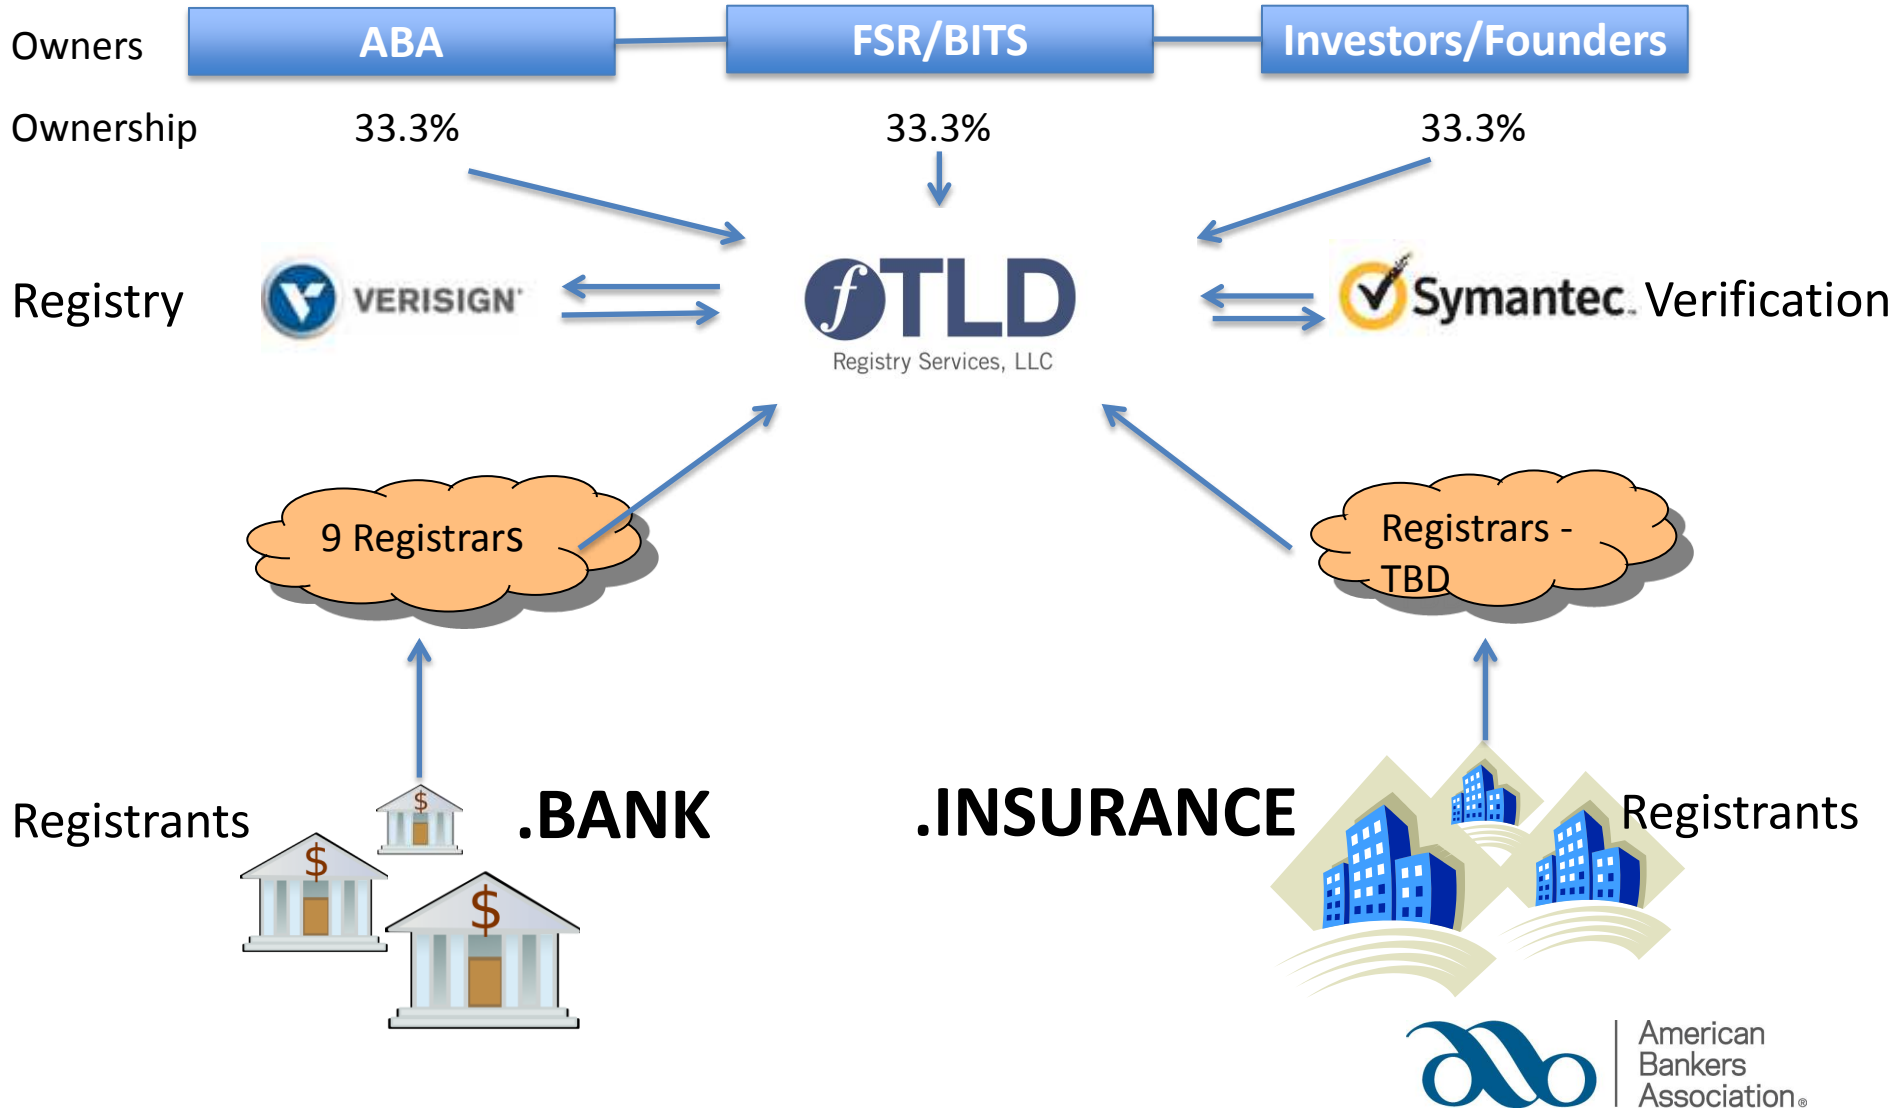 Owners ABA FSR/BITS Investors/Founders
Ownership 33.3% 33.3% 33.3%
Registry VERISIGN fTLD Symantec™ Verification
Registry Services, LLC
9 Registrars
Registrars -
TBD
Registrants .BANK .INSURANCE Registrants
$
$
$
American
Bankers
Association®